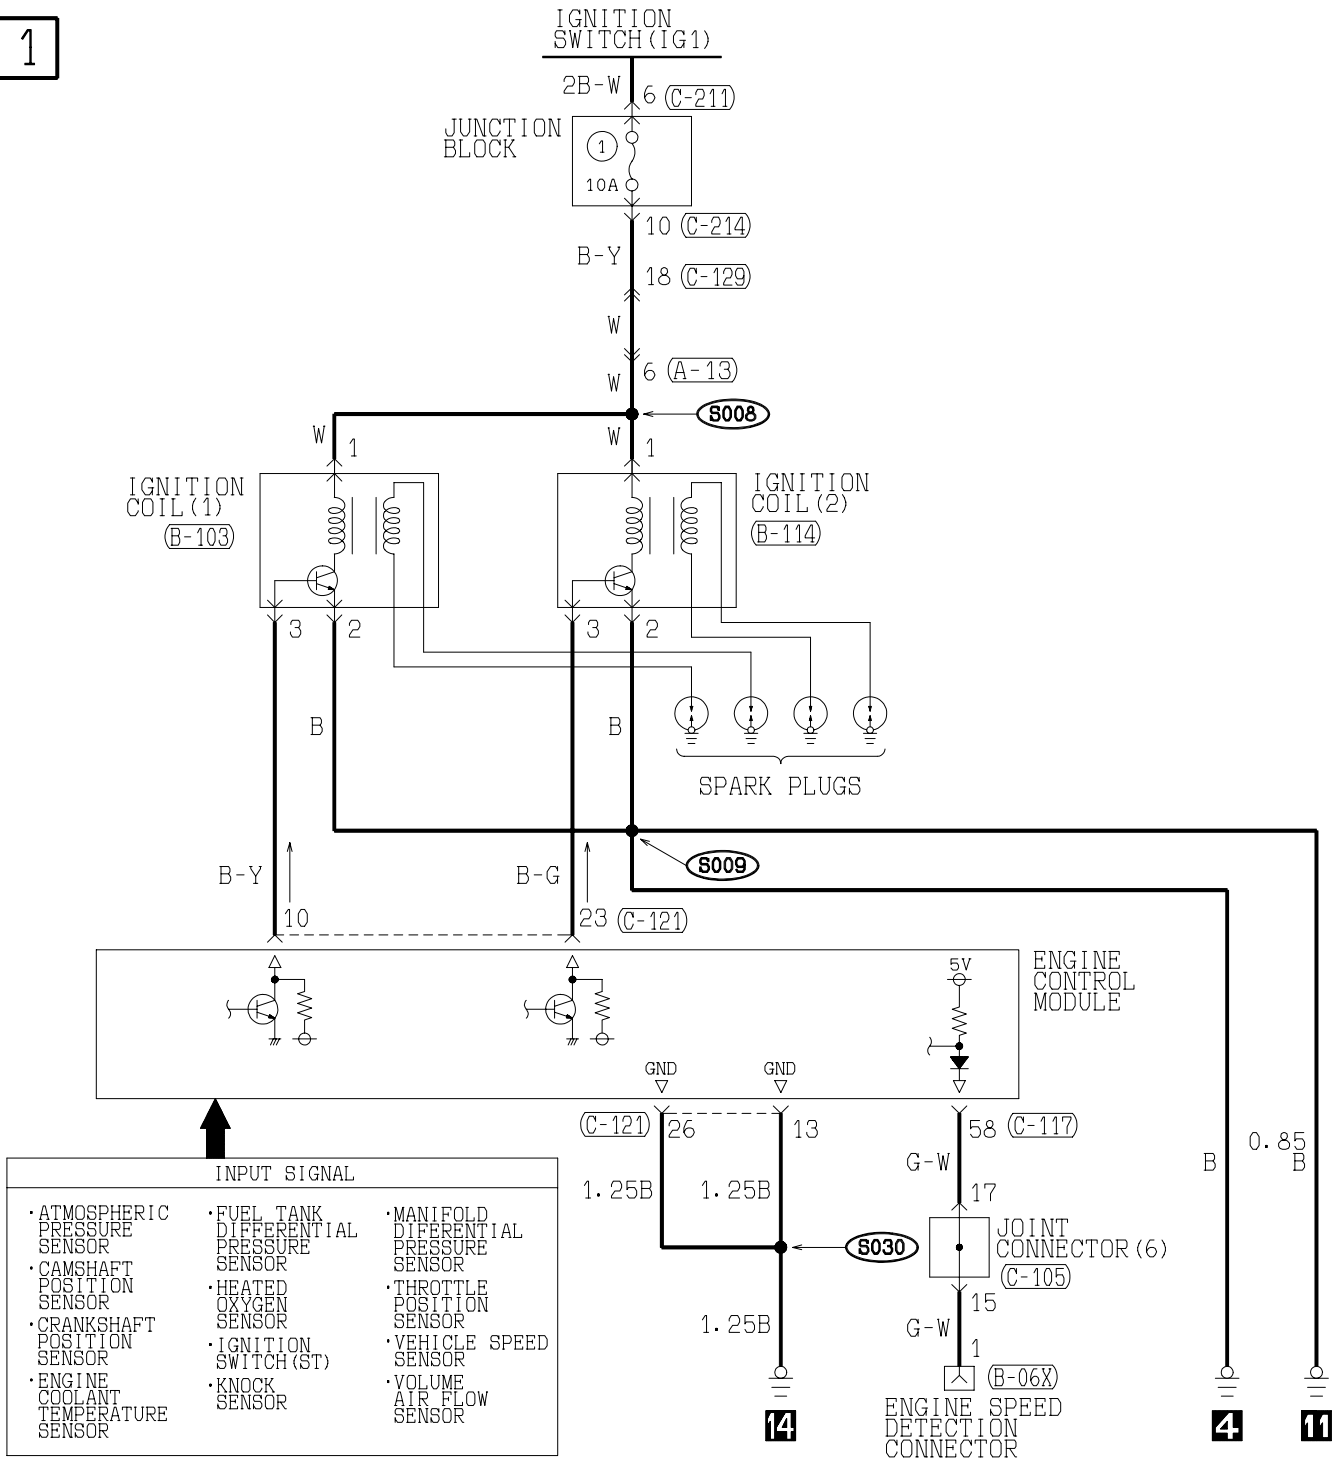 1
IGNITION
SWITCH(IG1)
2B-W
6 (C-211)
JUNCTION
BLOCK
1
10A
10 (C-214)
B-Y
18 (C-129)
W
6 (A-13)
W
S008
W
1
W
1
IGNITION
COIL(1)
(B-103)
IGNITION
COIL(2)
(B-114)
3
2
3
2
B
B
SPARK PLUGS
S009
B-Y
B-G
10
23 (C-121)
ENGINE
CONTROL
MODULE
5V
GND
GND
(C-121) 26
13
58 (C-117)
0.85
B
B
G-W
INPUT SIGNAL
1.25B
1.25B
17
·ATMOSPHERIC
PRESSURE
SENSOR
·CAMSHAFT
POSITION
SENSOR
·CRANKSHAFT
POSITION
SENSOR
·ENGINE
COOLANT
TEMPERATURE
SENSOR
·FUEL TANK
DIFFERENTIAL
PRESSURE
SENSOR
·HEATED
OXYGEN
SENSOR
·IGNITION
SWITCH(ST)
·KNOCK
SENSOR
·MANIFOLD
DIFERENTIAL
PRESSURE
SENSOR
·THROTTLE
POSITION
SENSOR
·VEHICLE SPEED
SENSOR
·VOLUME
AIR FLOW
SENSOR
S030
JOINT
CONNECTOR(6)
(C-105)
15
1.25B
G-W
1
(B-06X)
ENGINE SPEED
DETECTION
CONNECTOR
14
4
11